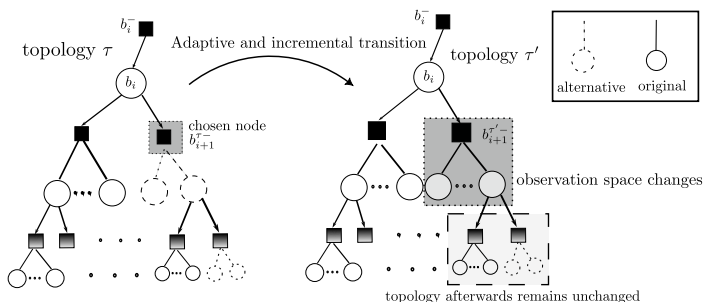 b_i^-
topology τ
b_i
chosen node
b_{i+1}^{τ-}
Adaptive and incremental transition
b_i^-
topology τ′
b_i
b_{i+1}^{τ′-}
observation space changes
topology afterwards remains unchanged
alternative
original